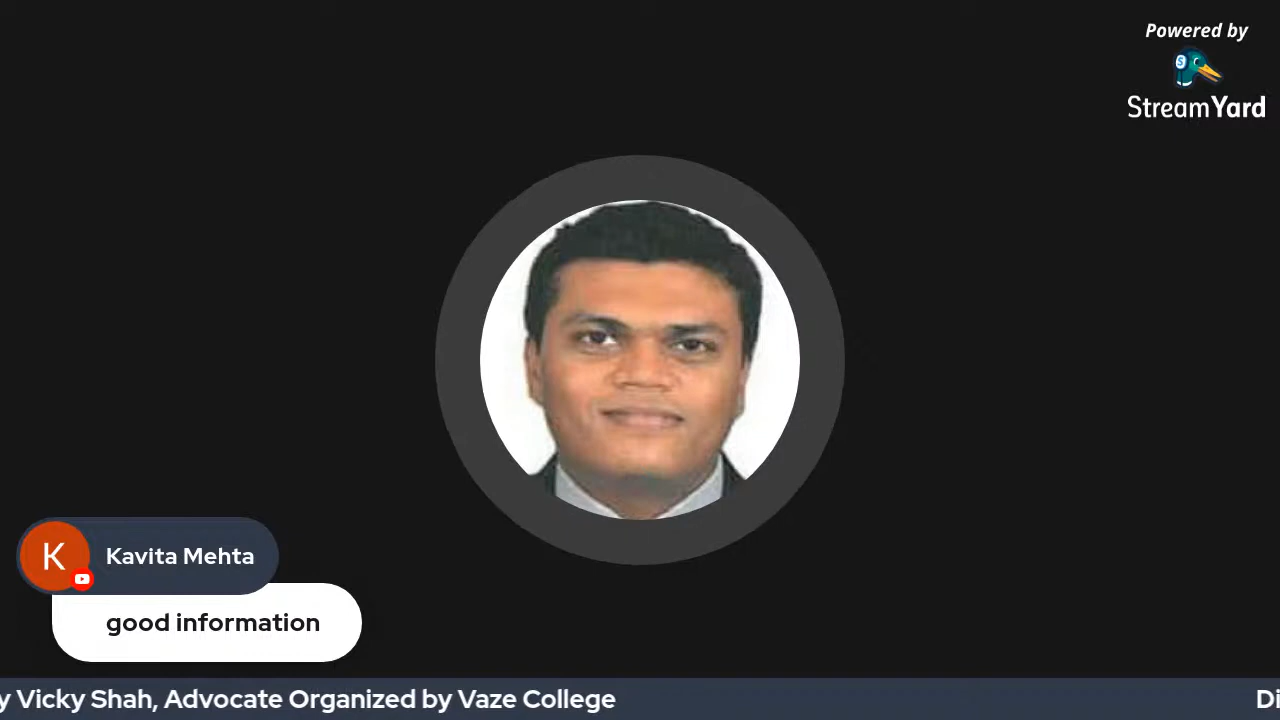 Powered by
StreamYard
K
Kavita Mehta
good information
y Vicky Shah, Advocate Organized by Vaze College
Di